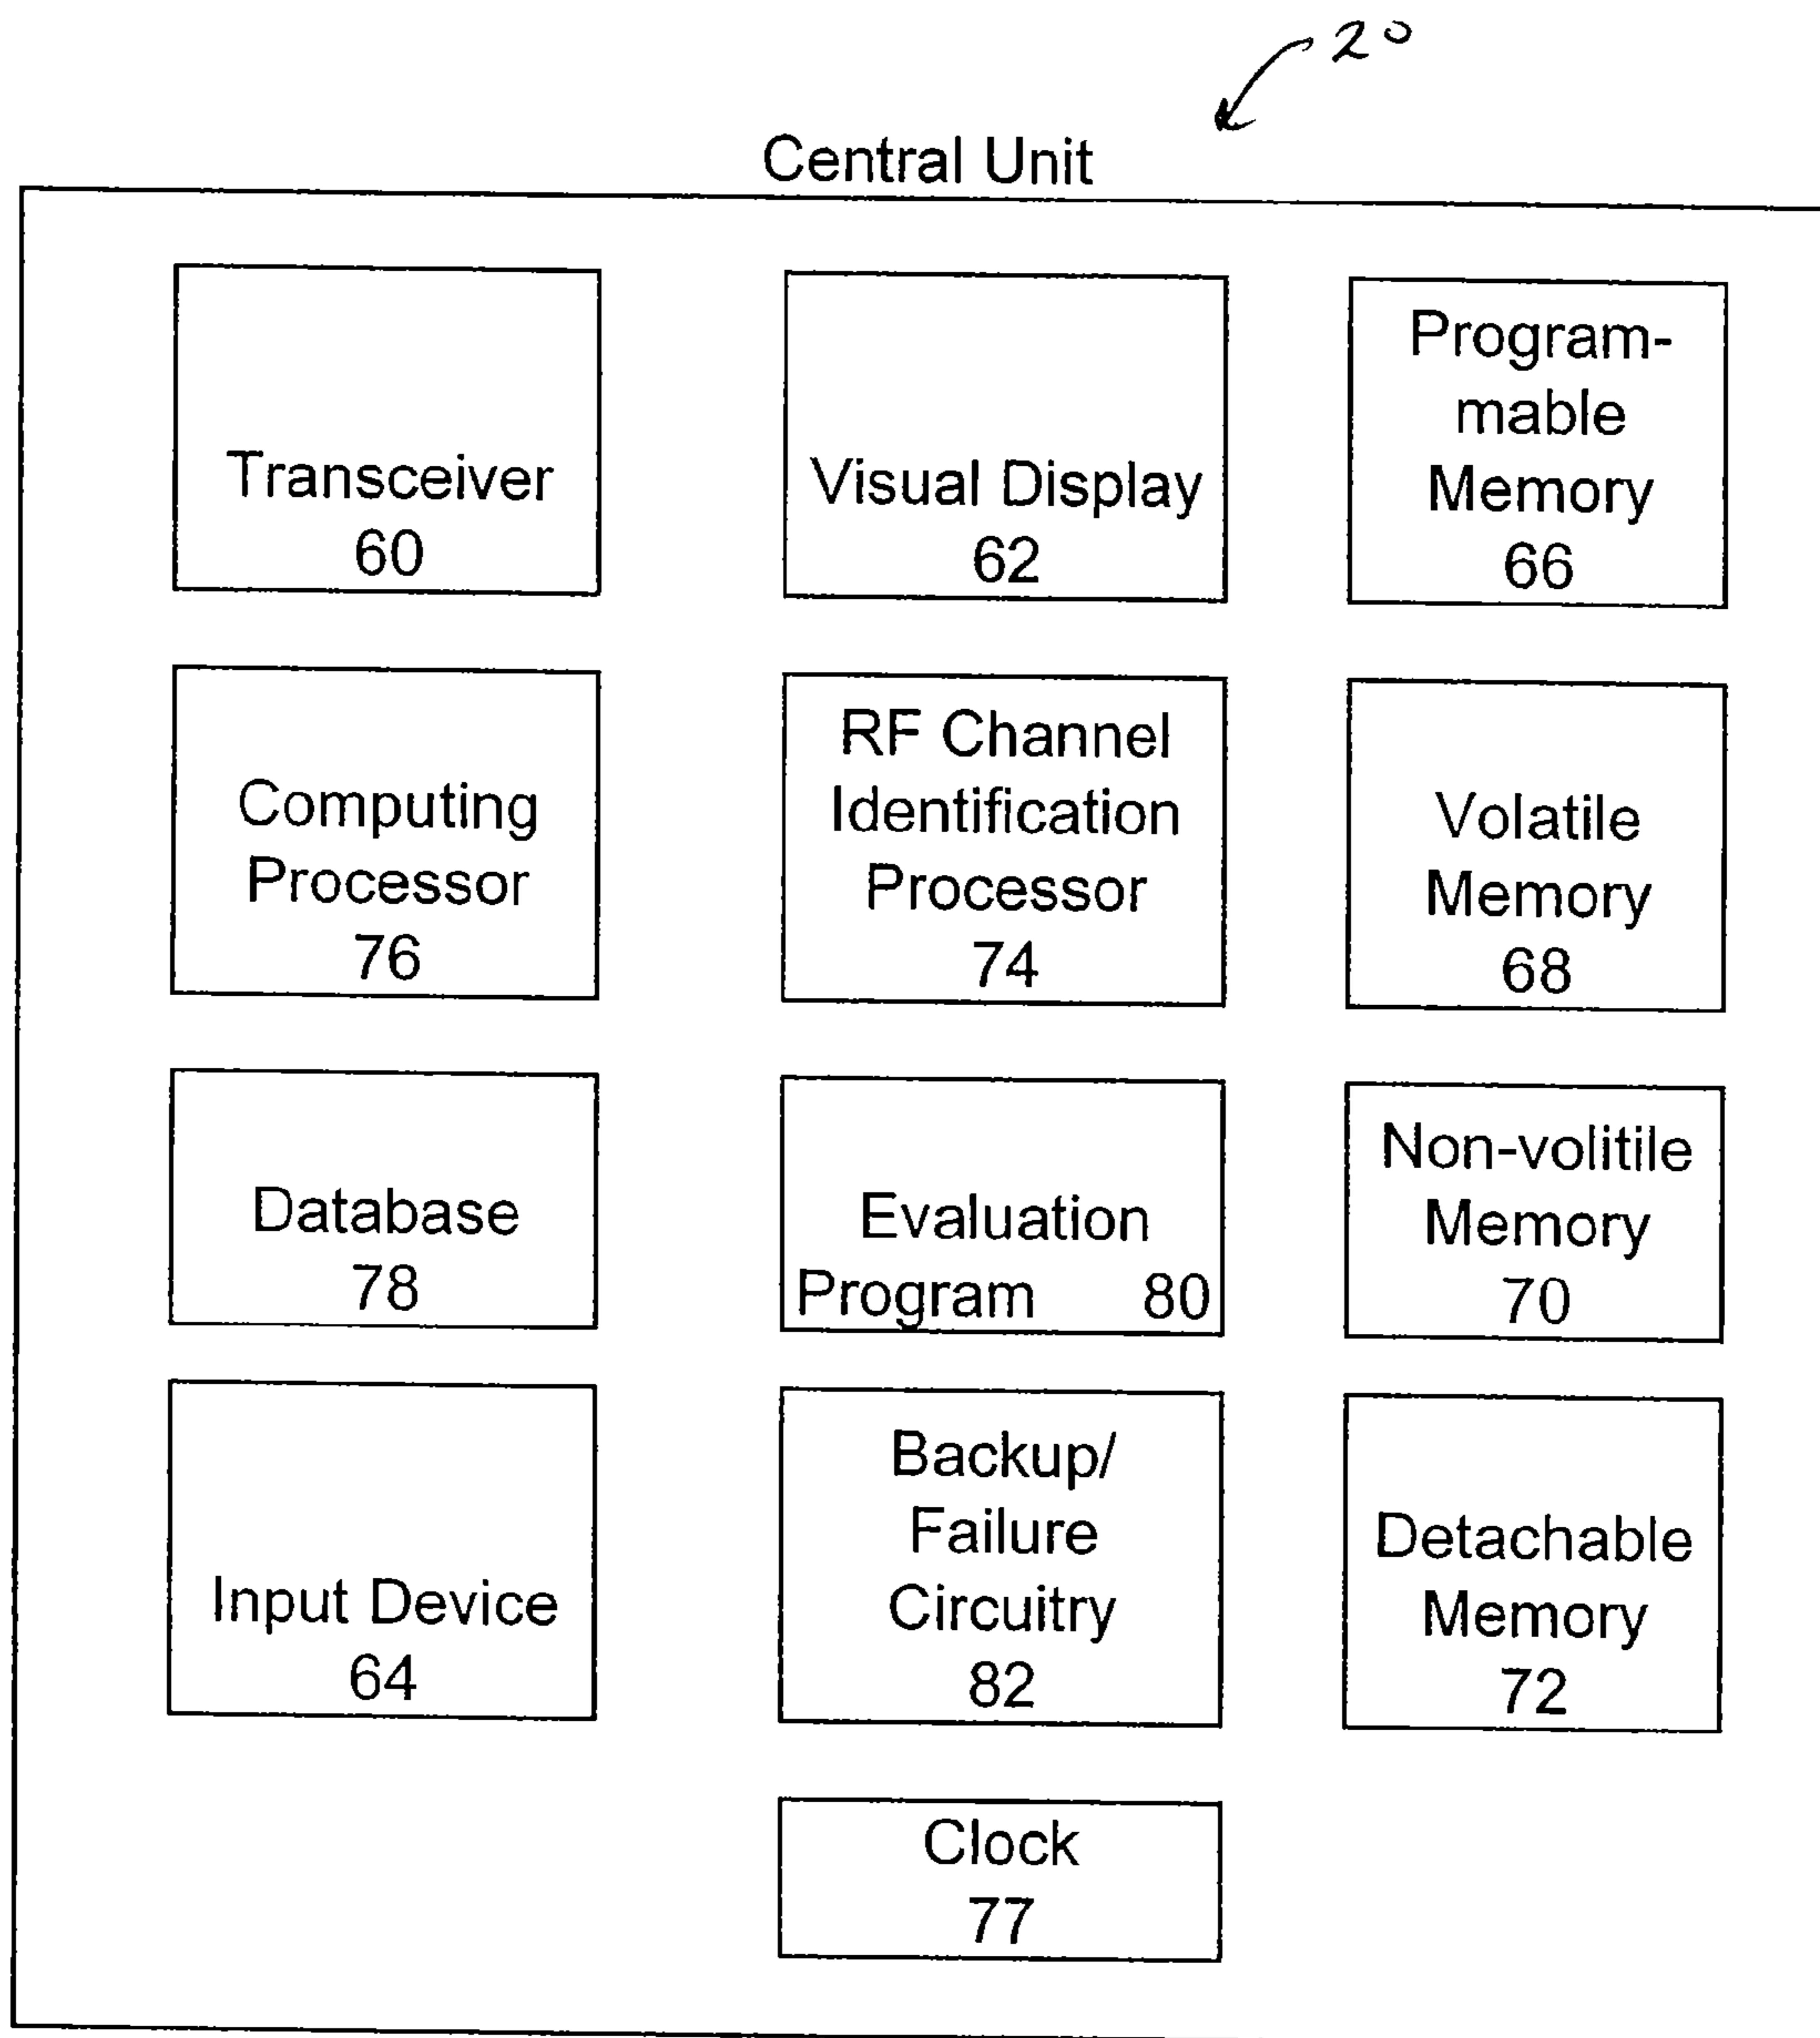 20
Central Unit
Transceiver
60
Visual Display
62
Program-
mable
Memory
66
Computing
Processor
76
RF Channel
Identification
Processor
74
Volatile
Memory
68
Database
78
Evaluation
Program 80
Non-volitile
Memory
70
Input Device
64
Backup/
Failure
Circuitry
82
Detachable
Memory
72
Clock
77